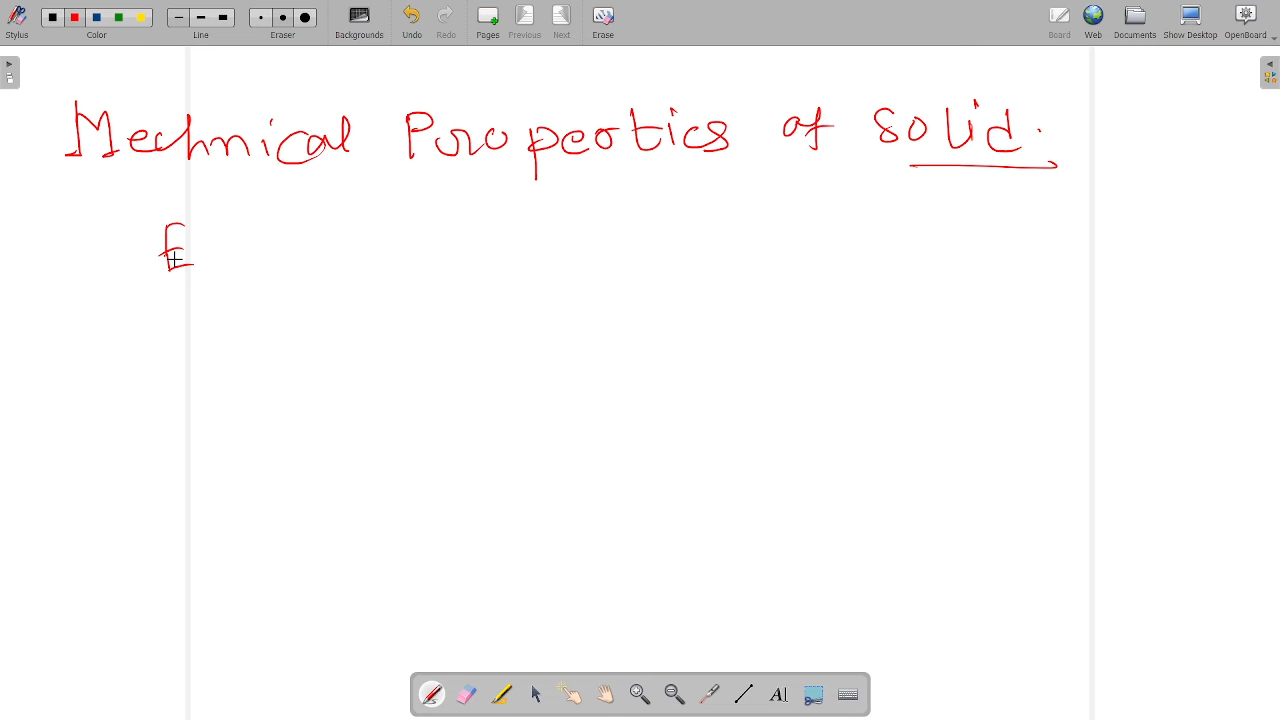 Stylus Color Line Eraser Backgrounds Undo Redo Pages Previous Next Erase Board Web Documents Show Desktop OpenBoard
Mechnical Properties of Solid.
E
AI